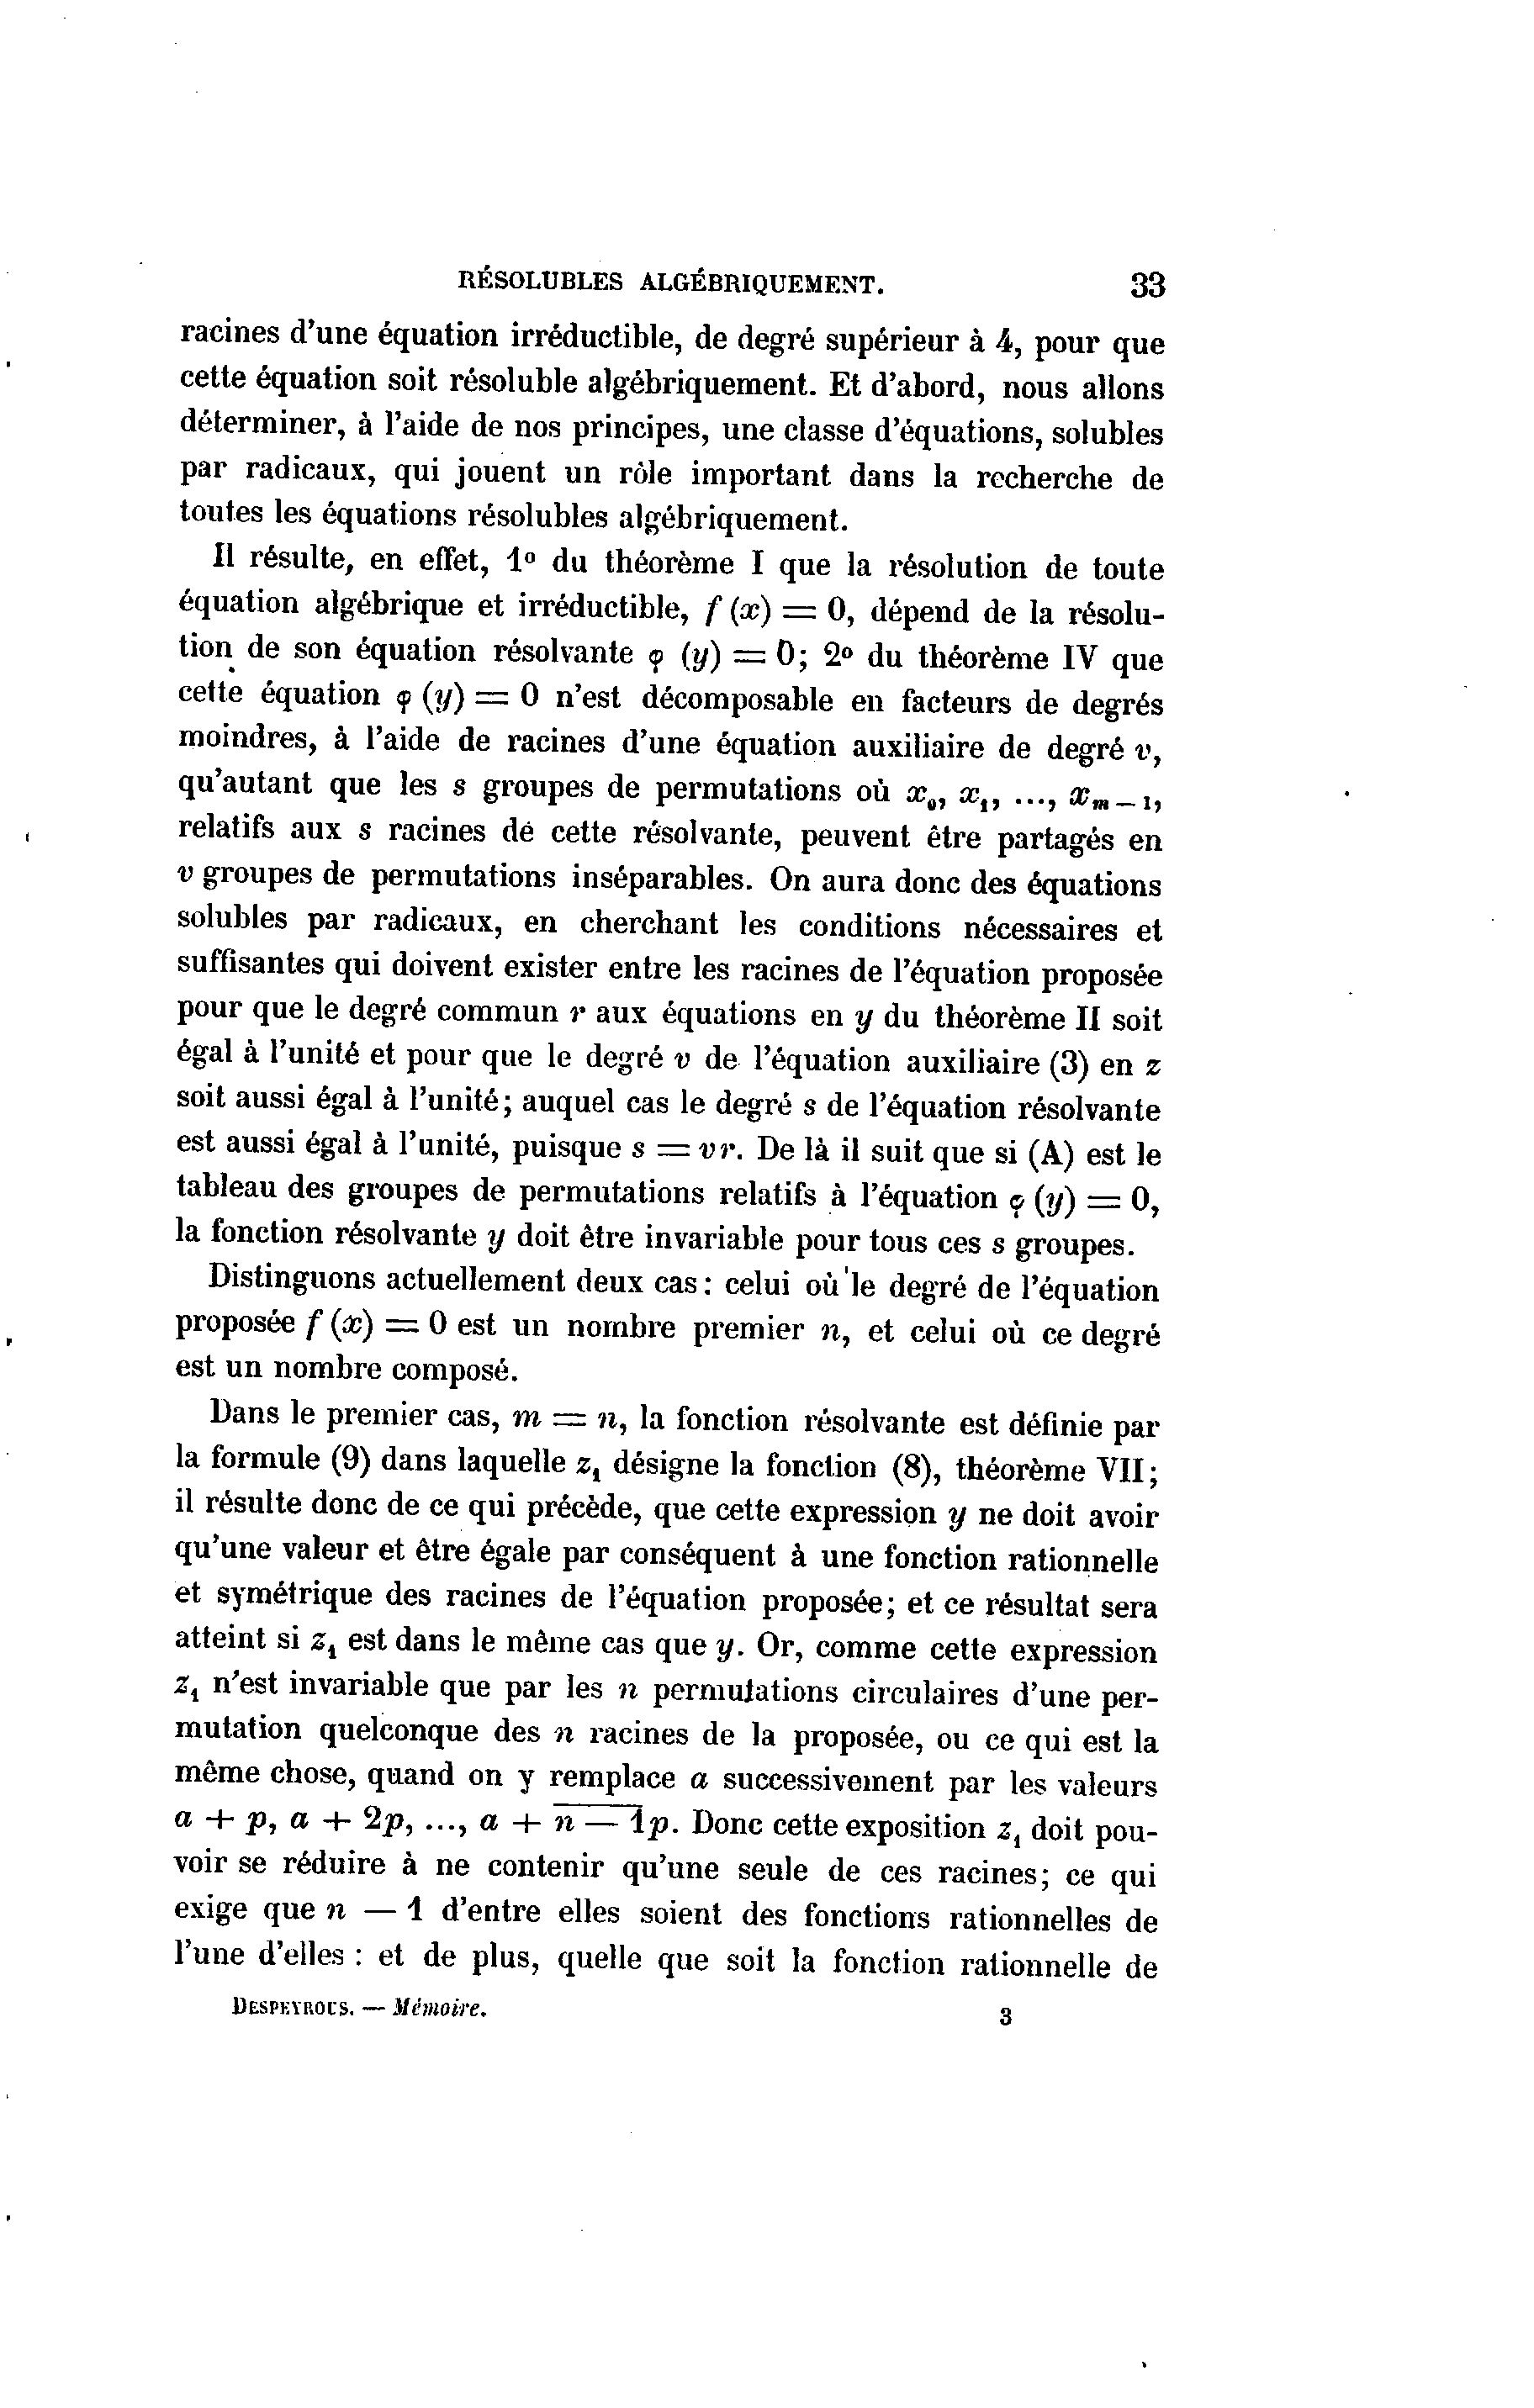 RÉSOLUBLES ALGÉBRIQUEMENT. 33
racines d'une équation irréductible, de degré supérieur à 4, pour que
cette équation soit résoluble algébriquement. Et d'abord, nous allons
déterminer, à l'aide de nos principes, une classe d'équations, solubles
par radicaux, qui jouent un rôle important dans la recherche de
toutes les équations résolubles algébriquement.
Il résulte, en effet, 1º du théorème I que la résolution de toute
équation algébrique et irréductible, f (x) = 0, dépend de la résolu-
tion de son équation résolvante φ (y) = 0; 2º du théorème IV que
cette équation φ (y) = 0 n'est décomposable en facteurs de degrés
moindres, à l'aide de racines d'une équation auxiliaire de degré v,
qu'autant que les s groupes de permutations où x₀, x₁, ..., xₘ₋₁,
relatifs aux s racines de cette résolvante, peuvent être partagés en
v groupes de permutations inséparables. On aura donc des équations
solubles par radicaux, en cherchant les conditions nécessaires et
suffisantes qui doivent exister entre les racines de l'équation proposée
pour que le degré commun r aux équations en y du théorème II soit
égal à l'unité et pour que le degré v de l'équation auxiliaire (3) en z
soit aussi égal à l'unité; auquel cas le degré s de l'équation résolvante
est aussi égal à l'unité, puisque s = vr. De là il suit que si (A) est le
tableau des groupes de permutations relatifs à l'équation φ (y) = 0,
la fonction résolvante y doit être invariable pour tous ces s groupes.
Distinguons actuellement deux cas : celui où le degré de l'équation
proposée f (x) = 0 est un nombre premier n, et celui où ce degré
est un nombre composé.
Dans le premier cas, m = n, la fonction résolvante est définie par
la formule (9) dans laquelle z₁ désigne la fonction (8), théorème VII;
il résulte donc de ce qui précède, que cette expression y ne doit avoir
qu'une valeur et être égale par conséquent à une fonction rationnelle
et symétrique des racines de l'équation proposée; et ce résultat sera
atteint si z₁ est dans le même cas que y. Or, comme cette expression
z₁ n'est invariable que par les n permutations circulaires d'une per-
mutation quelconque des n racines de la proposée, ou ce qui est la
même chose, quand on y remplace a successivement par les valeurs
a + p, a + 2p, ..., a + n̅ ̅—̅ ̅1̅p. Donc cette exposition z₁ doit pou-
voir se réduire à ne contenir qu'une seule de ces racines; ce qui
exige que n — 1 d'entre elles soient des fonctions rationnelles de
l'une d'elles : et de plus, quelle que soit la fonction rationnelle de
DESPEYROUS. — Mémoire. 3